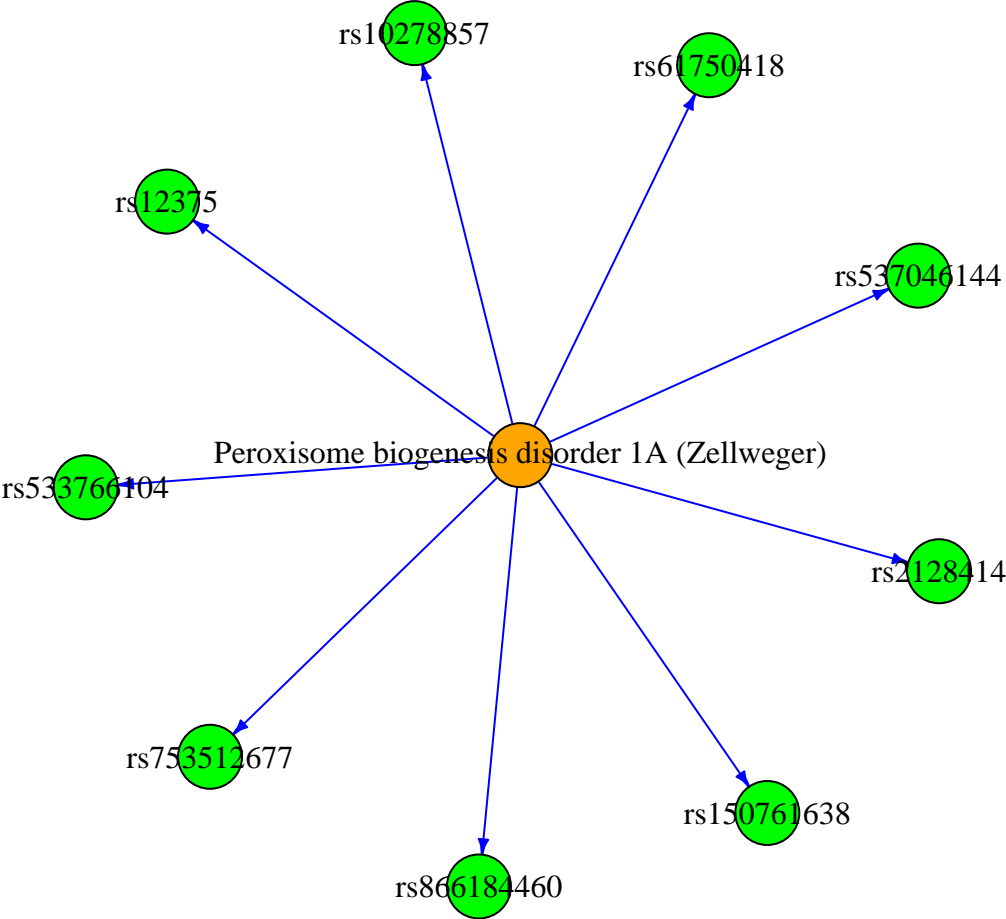 rs10278857
rs61750418
rs12375
rs537046144
Peroxisome biogenesis disorder 1A (Zellweger)
rs533766104
rs2128414
rs753512677
rs150761638
rs866184460